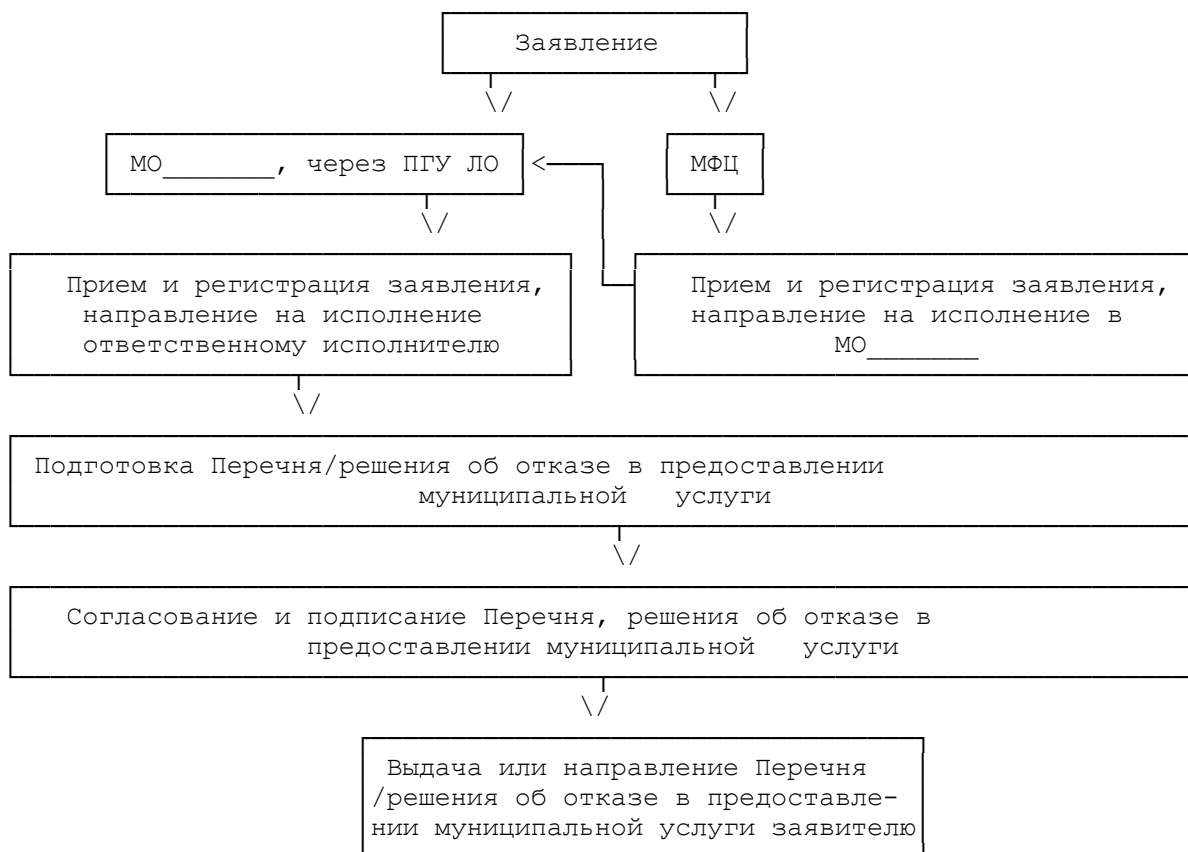 Заявление
МО_______, через ПГУ ЛО
МФЦ
Прием и регистрация заявления,
направление на исполнение
ответственному исполнителю
Прием и регистрация заявления,
направление на исполнение в
МО_______
Подготовка Перечня/решения об отказе в предоставлении
муниципальной услуги
Согласование и подписание Перечня, решения об отказе в
предоставлении муниципальной услуги
Выдача или направление Перечня
/решения об отказе в предоставле-
нии муниципальной услуги заявителю